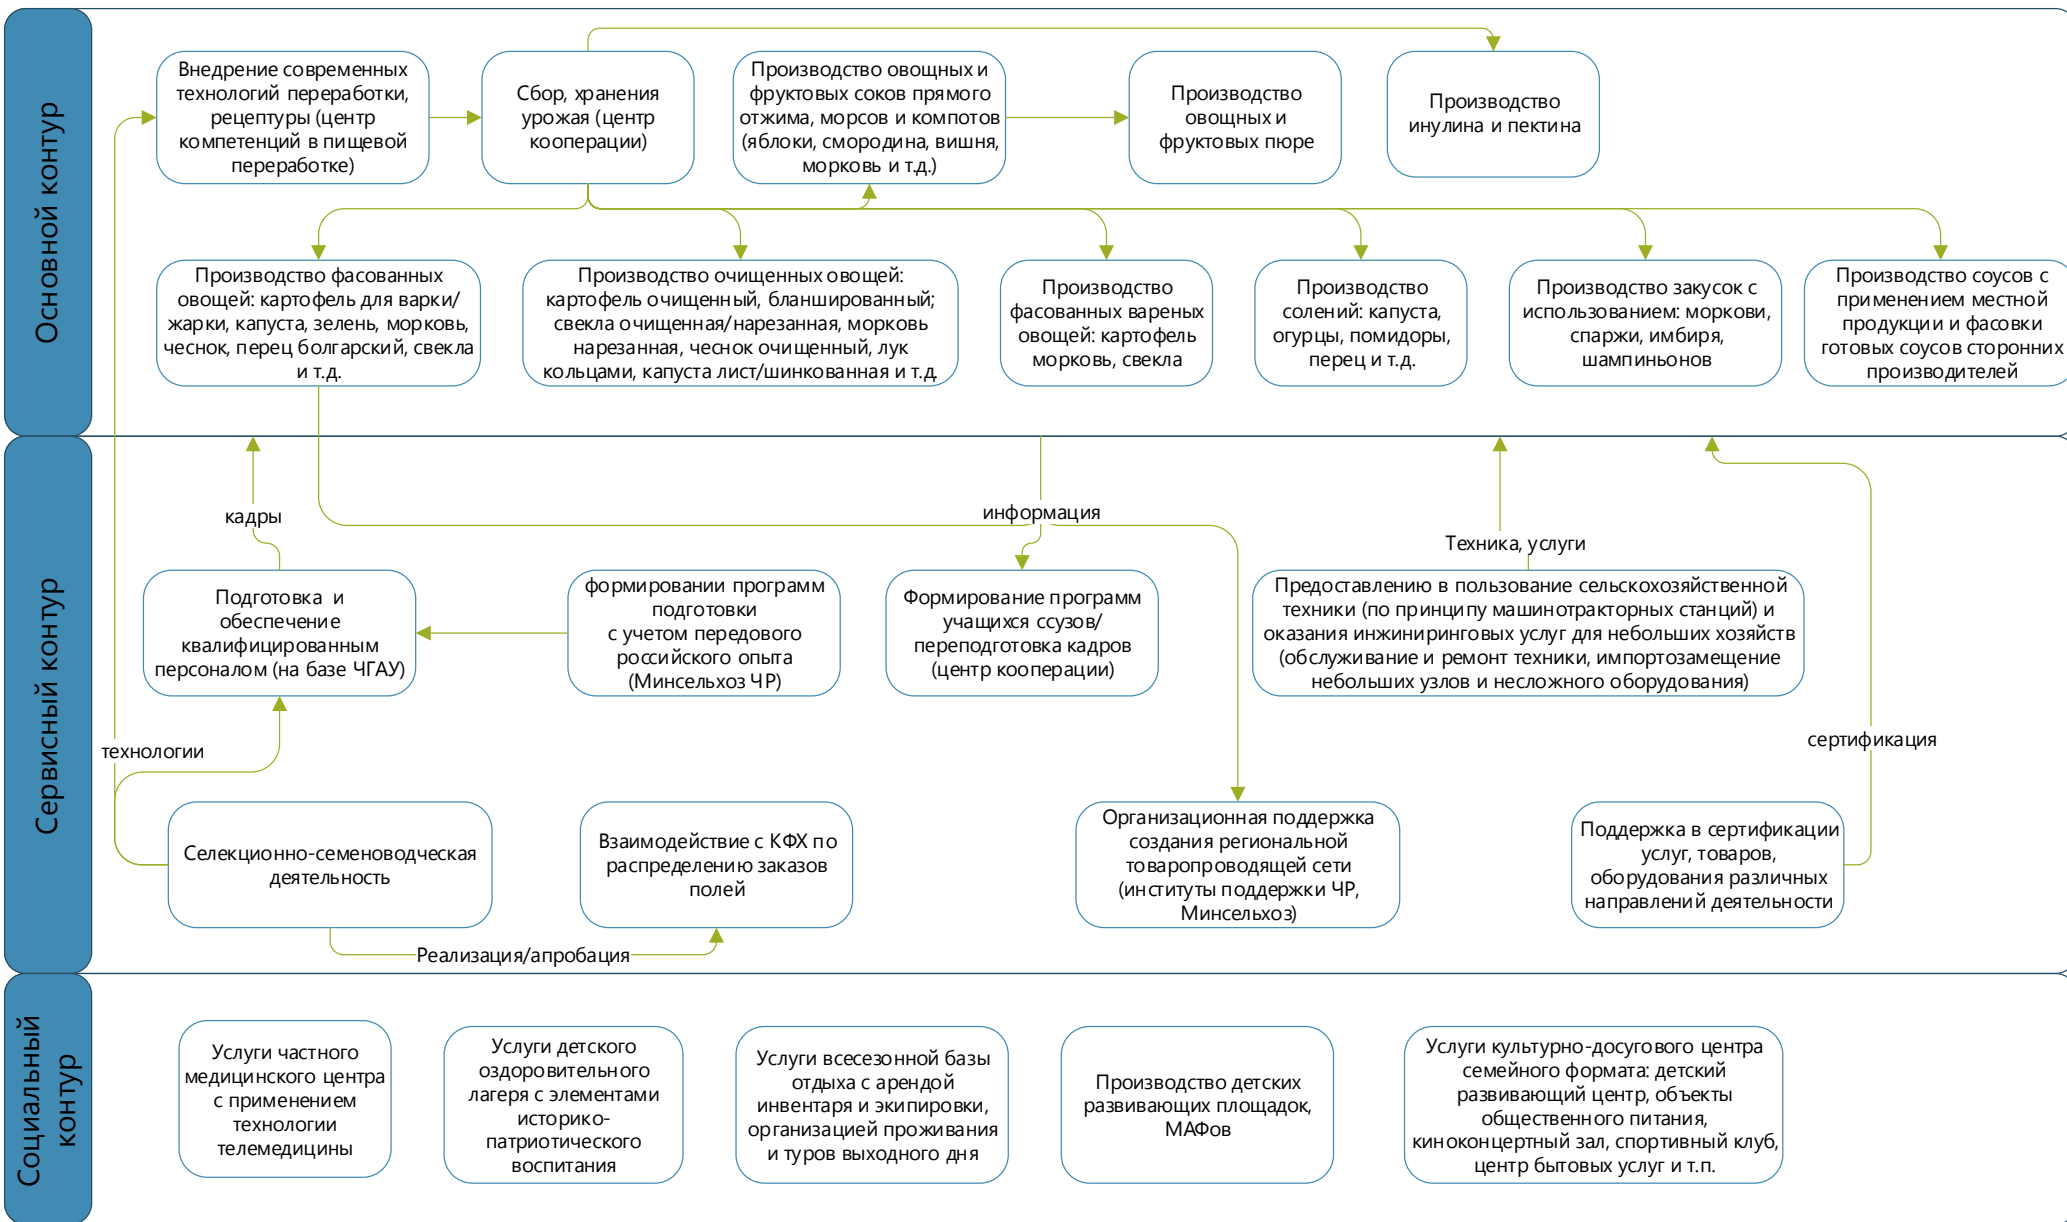 Основной контур
Внедрение современных
технологий переработки,
рецептуры (центр
компетенций в пищевой
переработке)
Сбор, хранения
урожая (центр
кооперации)
Производство овощных и
фруктовых соков прямого
отжима, морсов и компотов
(яблоки, смородина, вишня,
морковь и т.д.)
Производство
овощных и
фруктовых пюре
Производство
инулина и пектина
Производство фасованных
овощей: картофель для варки/
жарки, капуста, зелень, морковь,
чеснок, перец болгарский, свекла
и т.д.
Производство очищенных овощей:
картофель очищенный, бланшированный;
свекла очищенная/нарезанная, морковь
нарезанная, чеснок очищенный, лук
кольцами, капуста лист/шинкованная и т.д.
Производство
фасованных вареных
овощей: картофель
морковь, свекла
Производство
солений: капуста,
огурцы, помидоры,
перец и т.д.
Производство закусок с
использованием: моркови,
спаржи, имбиря,
шампиньонов
Производство соусов с
применением местной
продукции и фасовки
готовых соусов сторонних
производителей
Сервисный контур
кадры
информация
Техника, услуги
Подготовка и
обеспечение
квалифицированным
персоналом (на базе ЧГАУ)
формировании программ
подготовки
с учетом передового
российского опыта
(Минсельхоз ЧР)
Формирование программ
учащихся ссузов/
переподготовка кадров
(центр кооперации)
Предоставлению в пользование сельскохозяйственной
техники (по принципу машинотракторных станций) и
оказания инжиниринговых услуг для небольших хозяйств
(обслуживание и ремонт техники, импортозамещение
небольших узлов и несложного оборудования)
технологии
сертификация
Селекционно-семеноводческая
деятельность
Взаимодействие с КФХ по
распределению заказов
полей
Организационная поддержка
создания региональной
товаропроводящей сети
(институты поддержки ЧР,
Минсельхоз)
Поддержка в сертификации
услуг, товаров,
оборудования различных
направлений деятельности
Реализация/апробация
Социальный
контур
Услуги частного
медицинского центра
с применением
технологии
телемедицины
Услуги детского
оздоровительного
лагеря с элементами
историко-
патриотического
воспитания
Услуги всесезонной базы
отдыха с арендой
инвентаря и экипировки,
организацией проживания
и туров выходного дня
Производство детских
развивающих площадок,
МАФов
Услуги культурно-досугового центра
семейного формата: детский
развивающий центр, объекты
общественного питания,
киноконцертный зал, спортивный клуб,
центр бытовых услуг и т.п.